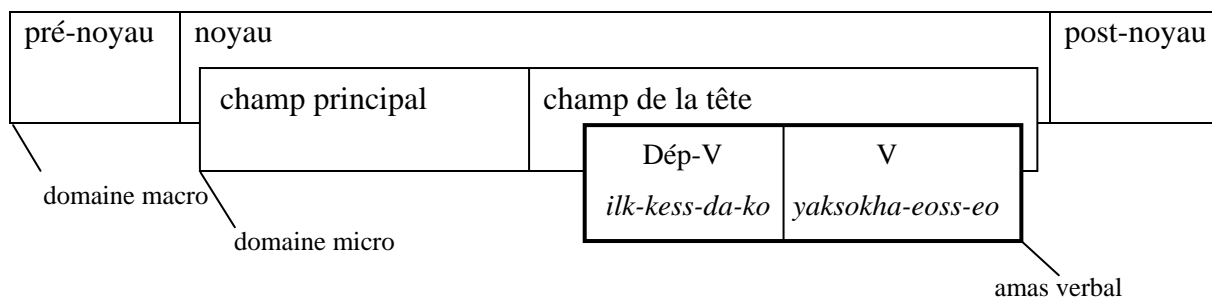 pré-noyau noyau post-noyau
champ principal champ de la tête
Dép-V V
domaine macro
ilk-kess-da-ko yaksokha-eoss-eo
domaine micro
amas verbal